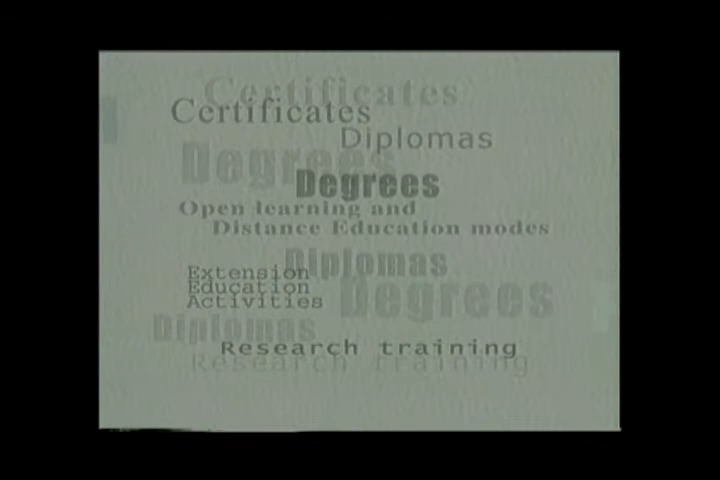 Certificates
Certificates
Diplomas
Degrees
Degrees
Open learning and
Distance Education modes
Diplomas
Extension
Education
Activities
Degrees
Diplomas
Research training
Research training